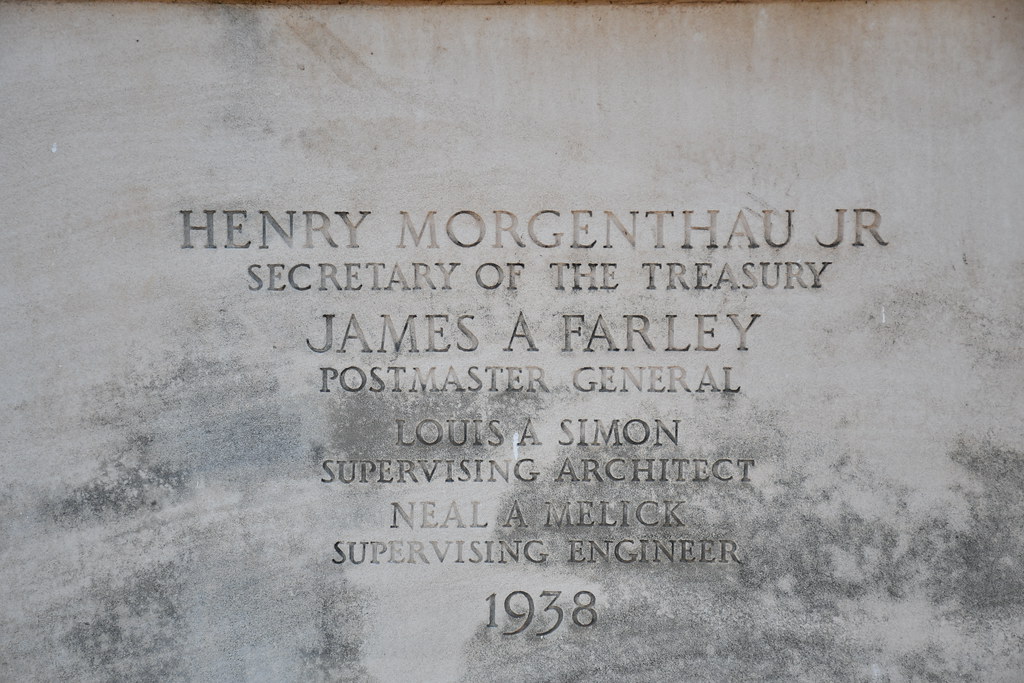 HENRY MORGENTHAU JR
SECRETARY OF THE TREASURY
JAMES A FARLEY
POSTMASTER GENERAL
LOUIS A SIMON
SUPERVISING ARCHITECT
NEAL A MELICK
SUPERVISING ENGINEER
1938